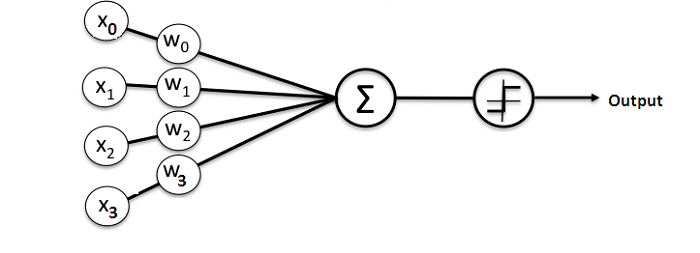 x₀ w₀
x₁ w₁
x₂ w₂
x₃ w₃
Σ
Output